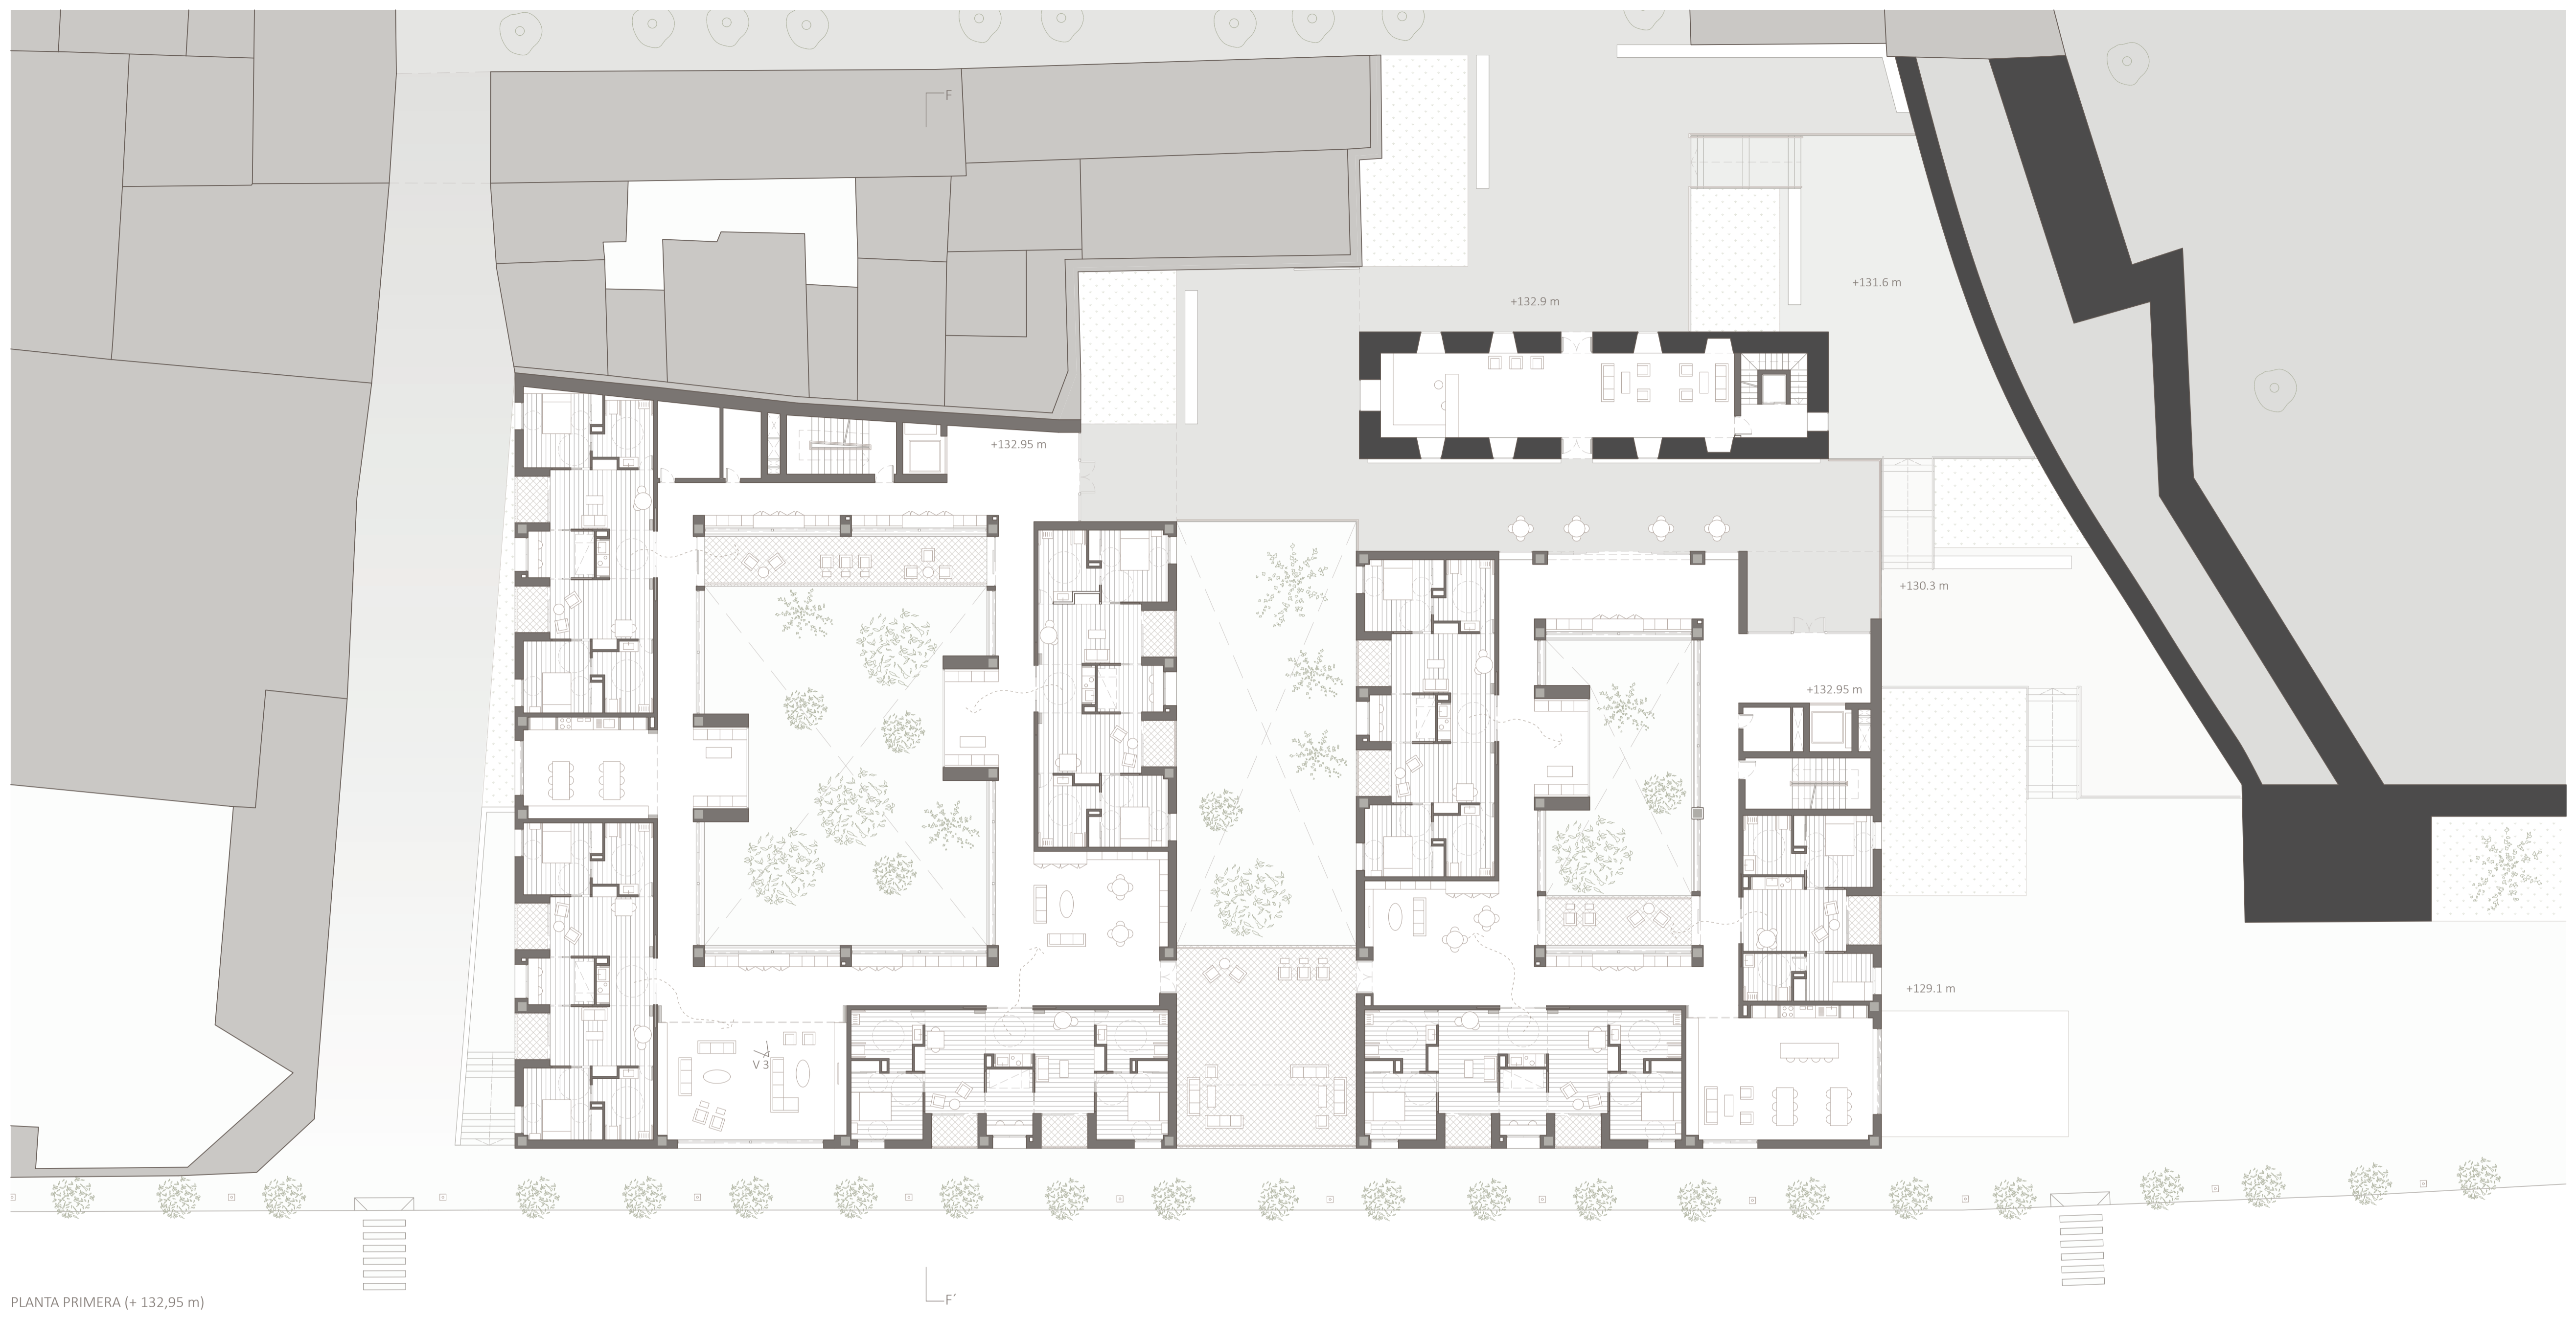 F
+131.6 m
+132.9 m
+132.95 m
+130.3 m
+132.95 m
+129.1 m
V 3
F´
PLANTA PRIMERA (+ 132,95 m)